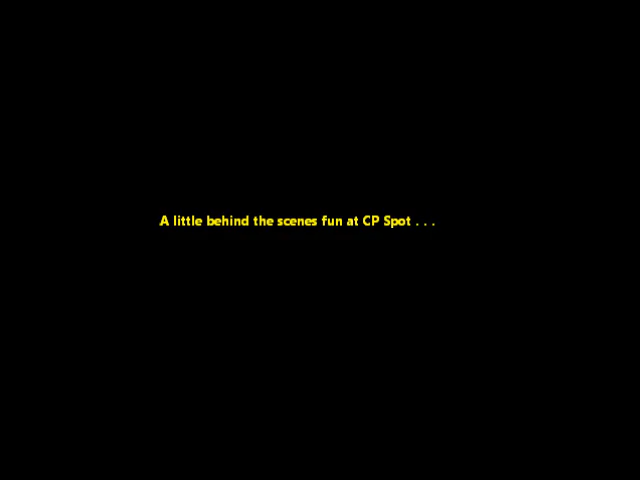 A little behind the scenes fun at CP Spot . . .